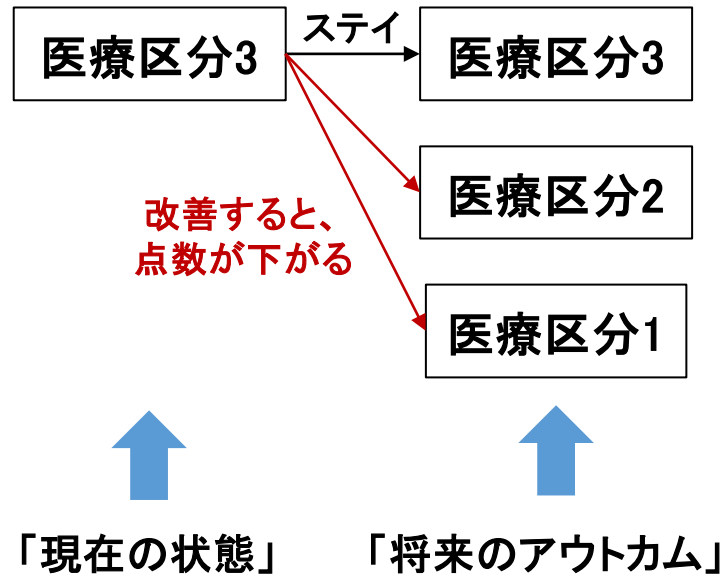 医療区分3
ステイ
医療区分3
医療区分2
改善すると、
点数が下がる
医療区分1
「現在の状態」
「将来のアウトカム」